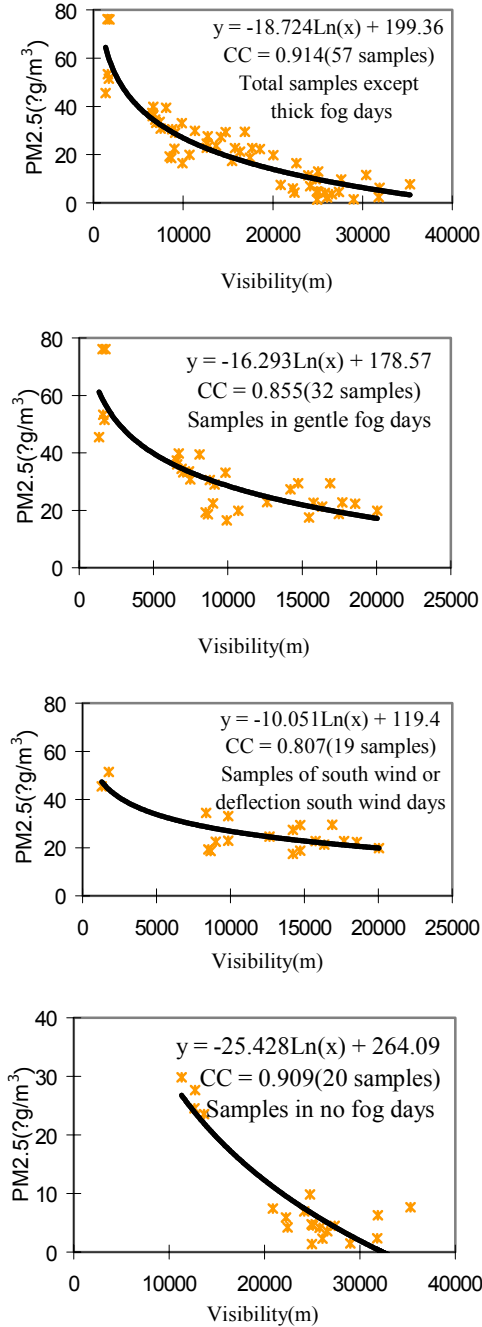 y = -18.724Ln(x) + 199.36
CC = 0.914(57 samples)
Total samples except
thick fog days
PM2.5(?g/m³)
80
60
40
20
0
0 10000 20000 30000 40000
Visibility(m)
y = -16.293Ln(x) + 178.57
CC = 0.855(32 samples)
Samples in gentle fog days
PM2.5(?g/m³)
80
60
40
20
0
0 5000 10000 15000 20000 25000
Visibility(m)
y = -10.051Ln(x) + 119.4
CC = 0.807(19 samples)
Samples of south wind or
deflection south wind days
PM2.5(?g/m³)
80
60
40
20
0
0 5000 10000 15000 20000 25000
Visibility(m)
y = -25.428Ln(x) + 264.09
CC = 0.909(20 samples)
Samples in no fog days
PM2.5(?g/m³)
40
30
20
10
0
0 10000 20000 30000 40000
Visibility(m)